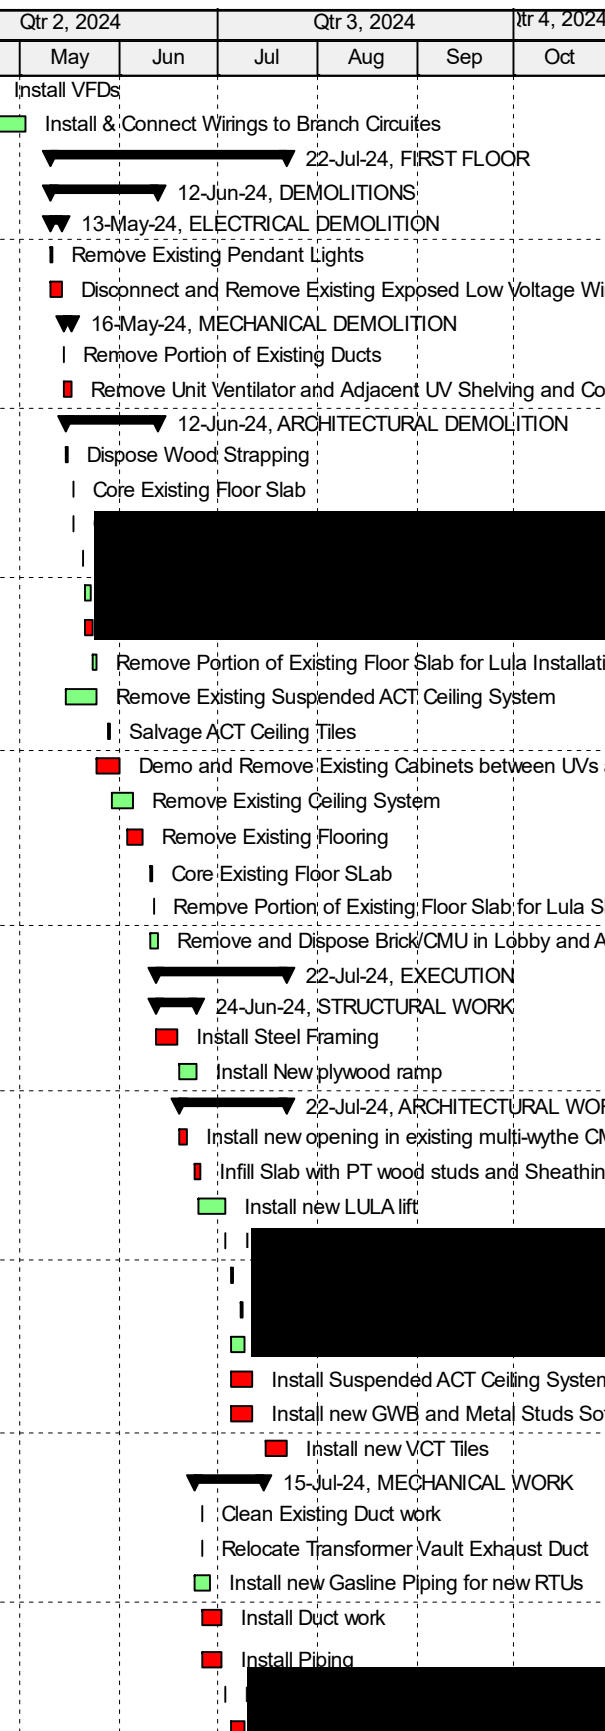 Qtr 2, 2024 Qtr 3, 2024 Qtr 4, 2024
May Jun Jul Aug Sep Oct
Install VFDs
Install & Connect Wirings to Branch Circuites
22-Jul-24, FIRST FLOOR
12-Jun-24, DEMOLITIONS
13-May-24, ELECTRICAL DEMOLITION
Remove Existing Pendant Lights
Disconnect and Remove Existing Exposed Low Voltage Wi
16-May-24, MECHANICAL DEMOLITION
Remove Portion of Existing Ducts
Remove Unit Ventilator and Adjacent UV Shelving and Co
12-Jun-24, ARCHITECTURAL DEMOLITION
Dispose Wood Strapping
Core Existing Floor Slab
Remove Portion of Existing Floor Slab for Lula Installati
Remove Existing Suspended ACT Ceiling System
Salvage ACT Ceiling Tiles
Demo and Remove Existing Cabinets between UVs
Remove Existing Ceiling System
Remove Existing Flooring
Core Existing Floor SLab
Remove Portion of Existing Floor Slab for Lula S
Remove and Dispose Brick/CMU in Lobby and A
22-Jul-24, EXECUTION
24-Jun-24, STRUCTURAL WORK
Install Steel Framing
Install New plywood ramp
22-Jul-24, ARCHITECTURAL WOR
Install new opening in existing multi-wythe CM
Infill Slab with PT wood studs and Sheathin
Install new LULA lift
Install Suspended ACT Ceiling System
Install new GWB and Metal Studs Sof
Install new VCT Tiles
15-Jul-24, MECHANICAL WORK
Clean Existing Duct work
Relocate Transformer Vault Exhaust Duct
Install new Gasline Piping for new RTUs
Install Duct work
Install Piping